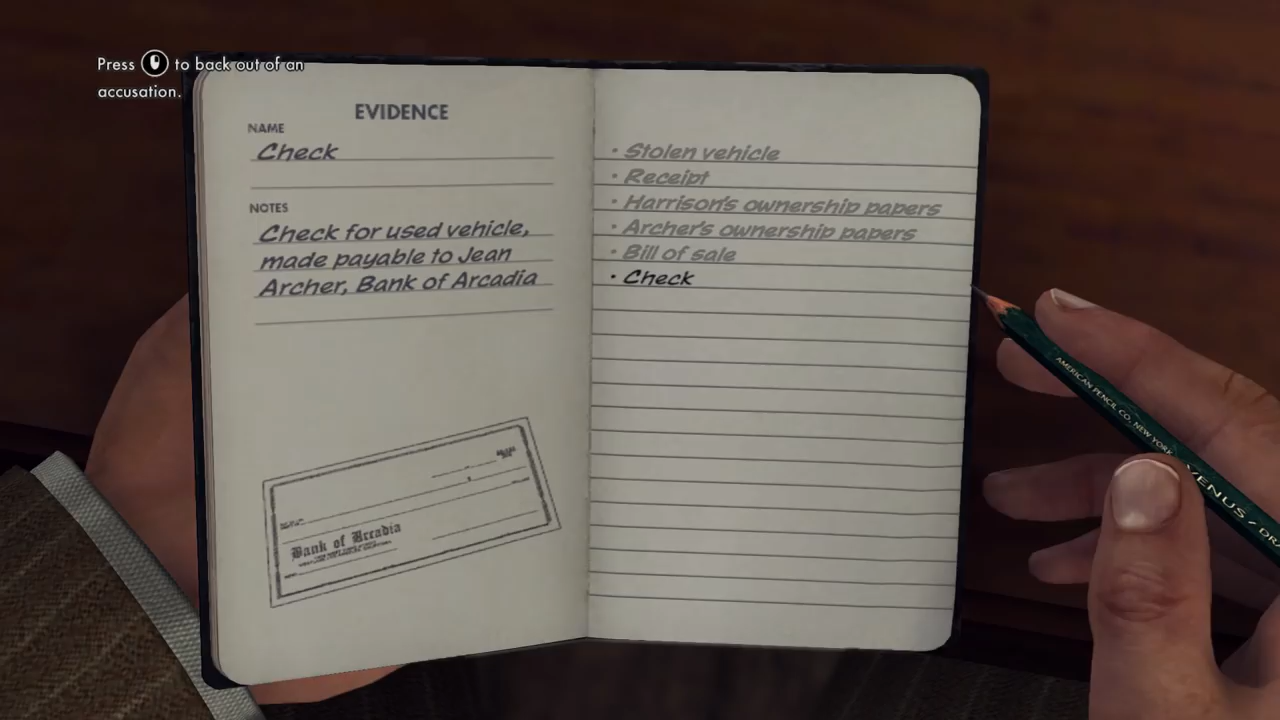 Press to back out of an
accusation.
EVIDENCE
NAME
Check
NOTES
Check for used vehicle,
made payable to Jean
Archer, Bank of Arcadia
Bank of Arcadia
• Stolen vehicle
• Receipt
• Harrison's ownership papers
• Archer's ownership papers
• Bill of sale
• Check
AMERICAN PENCIL CO. NEW YORK
VENUS / DRA